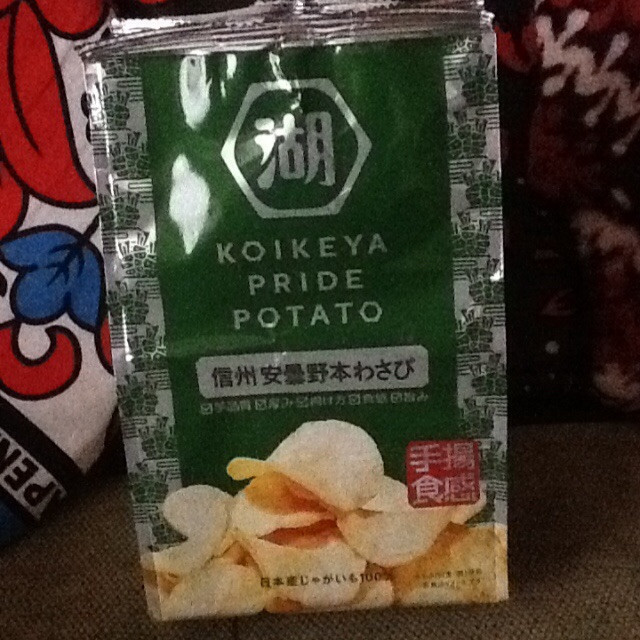 湖
KOIKEYA
PRIDE
POTATO
信州安曇野本わさび
手揚
食感
日本産じゃがいも100%